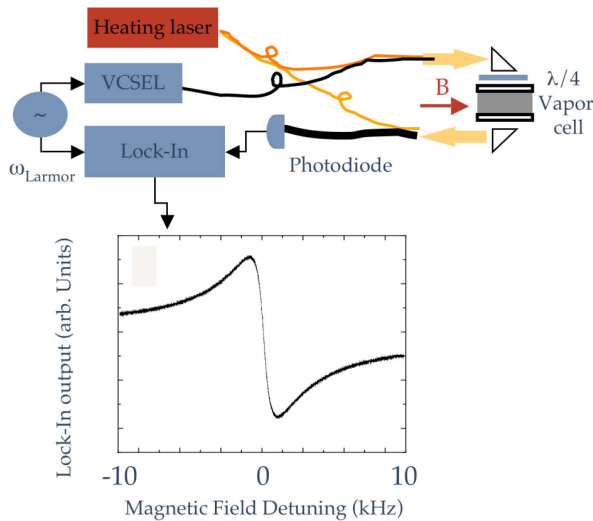 Heating laser
VCSEL
~
ω_Larmor
Lock-In
Photodiode
B
λ/4
Vapor
cell
Lock-In output (arb. Units)
-10 0 10
Magnetic Field Detuning (kHz)